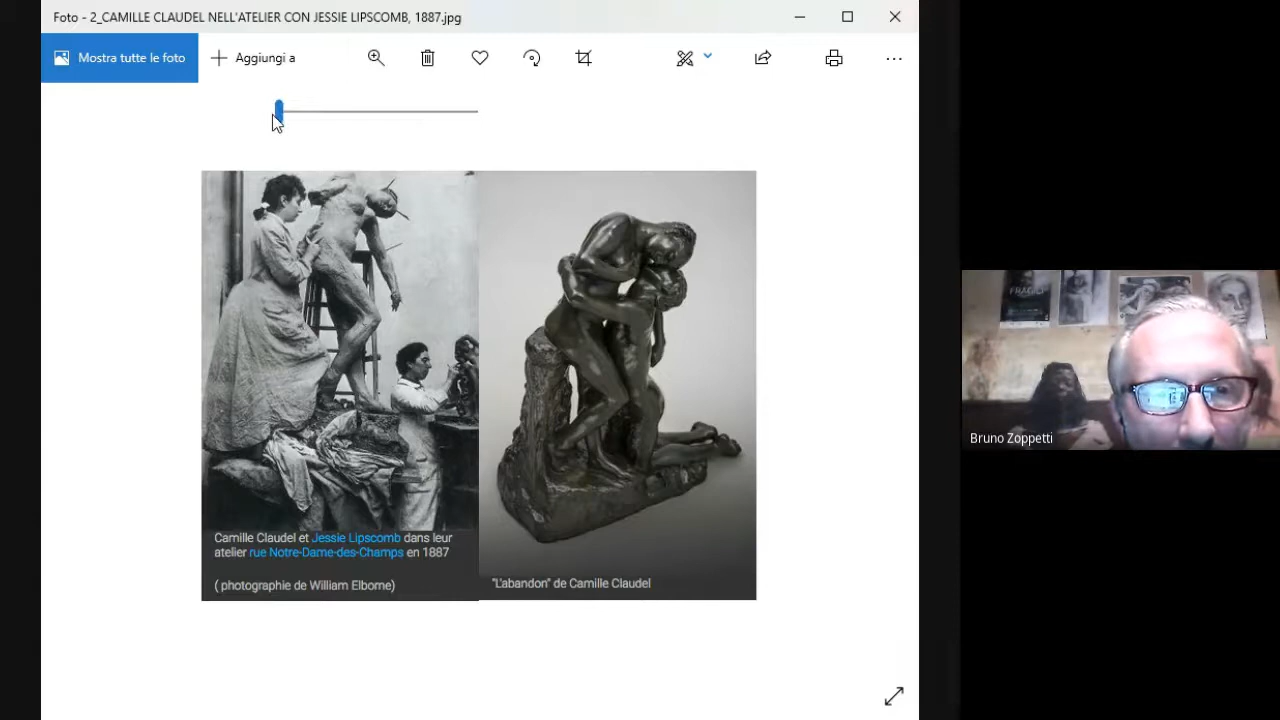 Foto - 2_CAMILLE CLAUDEL NELL'ATELIER CON JESSIE LIPSCOMB, 1887.jpg
Mostra tutte le foto
Aggiungi a
FRAGILI
Camille Claudel et Jessie Lipscomb dans leur
atelier rue Notre-Dame-des-Champs en 1887
( photographie de William Elborne)
"L'abandon" de Camille Claudel
Bruno Zoppetti